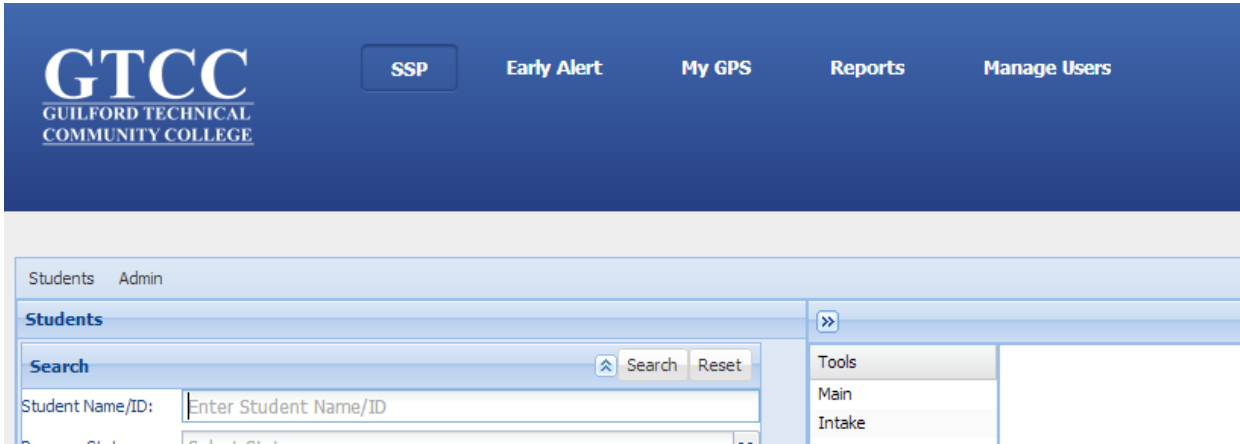 GTCC
GUILFORD TECHNICAL
COMMUNITY COLLEGE
SSP Early Alert My GPS Reports Manage Users
Students Admin
Students
Search Search Reset
Student Name/ID: Enter Student Name/ID
Tools
Main
Intake